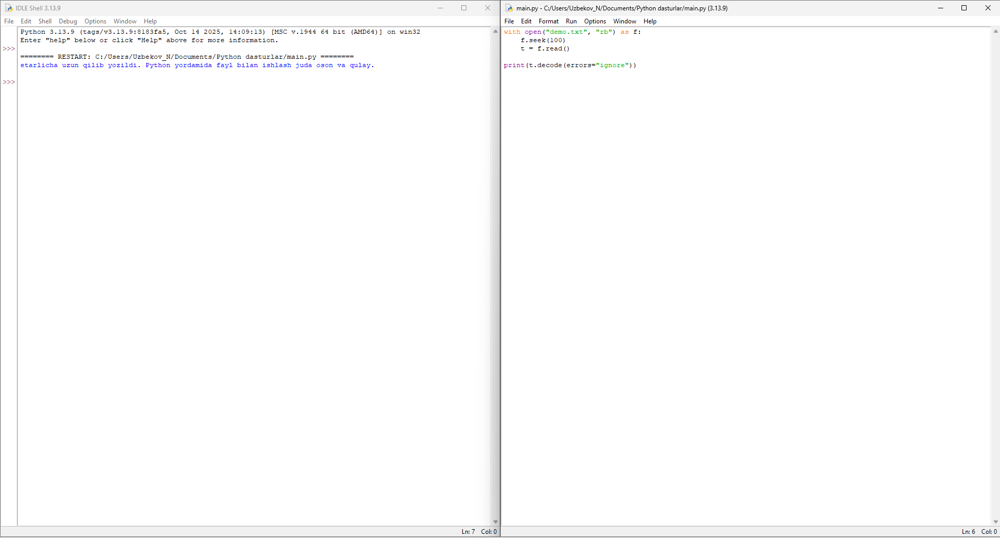 IDLE Shell 3.13.9
File Edit Shell Debug Options Window Help
Python 3.13.9 (tags/v3.13.9:8183fa5, Oct 14 2025, 14:09:13) [MSC v.1944 64 bit (AMD64)] on win32
Enter "help" below or click "Help" above for more information.
>>>
======== RESTART: C:/Users/Uzbekov_N/Documents/Python dasturlar/main.py ========
etarlicha uzun qilib yozildi. Python yordamida fayl bilan ishlash juda oson va qulay.
>>>
Ln: 7 Col: 0
main.py - C:/Users/Uzbekov_N/Documents/Python dasturlar/main.py (3.13.9)
File Edit Format Run Options Window Help
with open("demo.txt", "rb") as f:
    f.seek(100)
    t = f.read()
print(t.decode(errors="ignore"))
Ln: 6 Col: 0